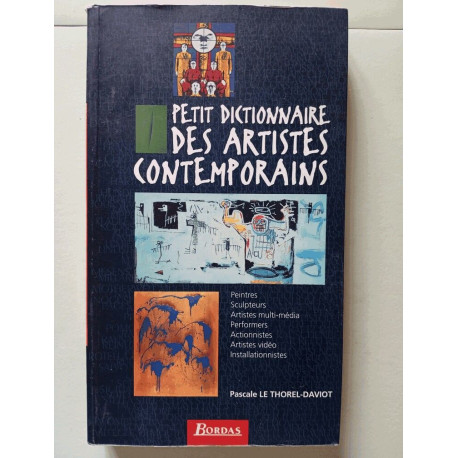 PETIT DICTIONNAIRE
DES ARTISTES
CONTEMPORAINS
Peintres
Sculpteurs
Artistes multi-média
Performers
Actionnistes
Artistes vidéo
Installationnistes
Pascale LE THOREL-DAVIOT
BORDAS